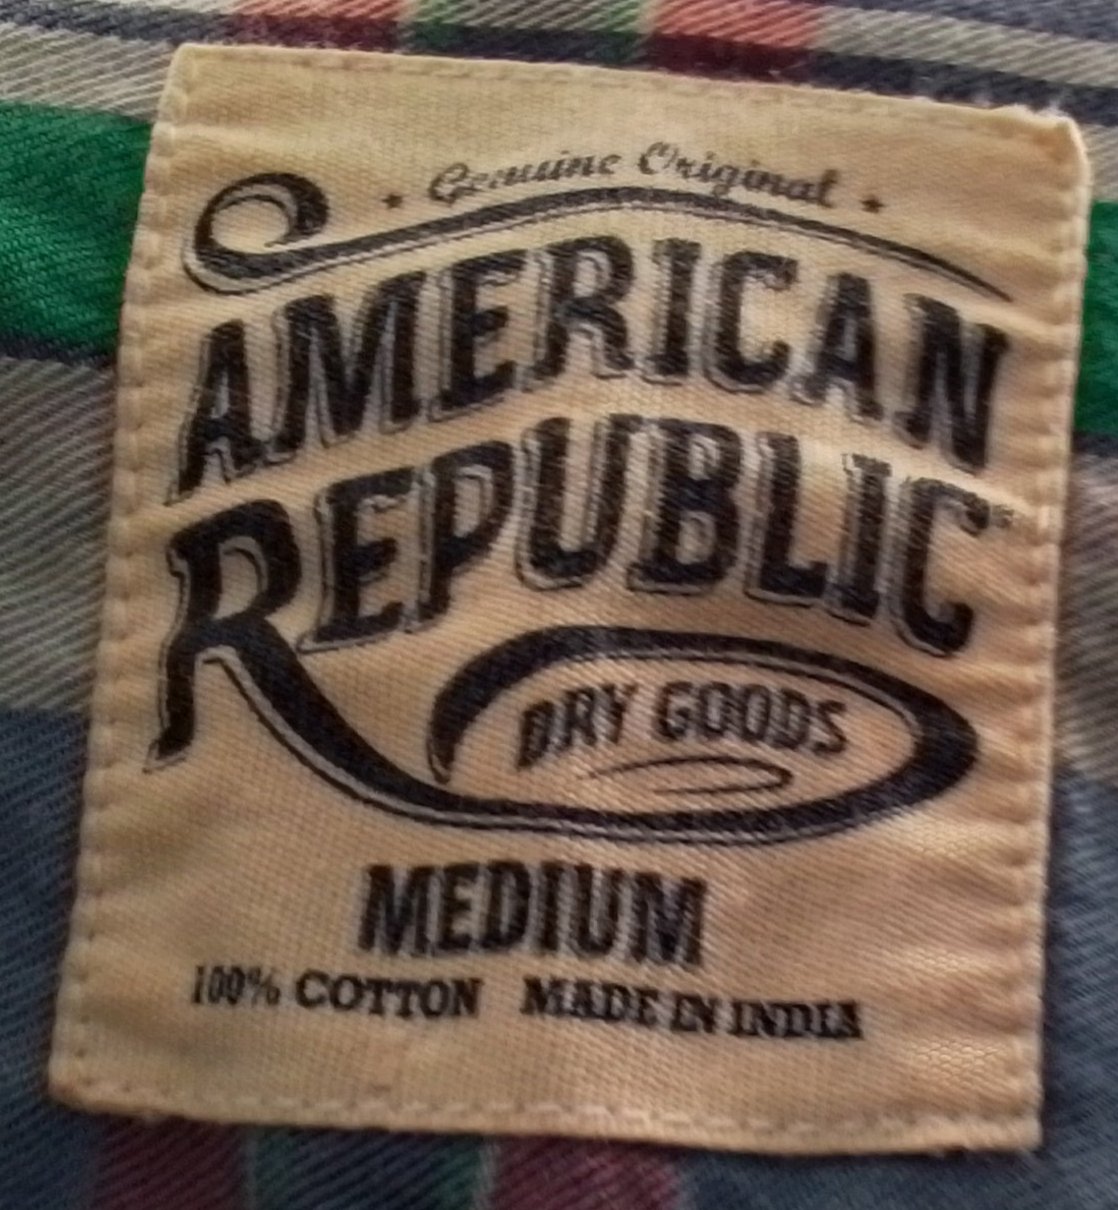 Genuine Original
AMERICAN
REPUBLIC
DRY GOODS
MEDIUM
100% COTTON MADE IN INDIA